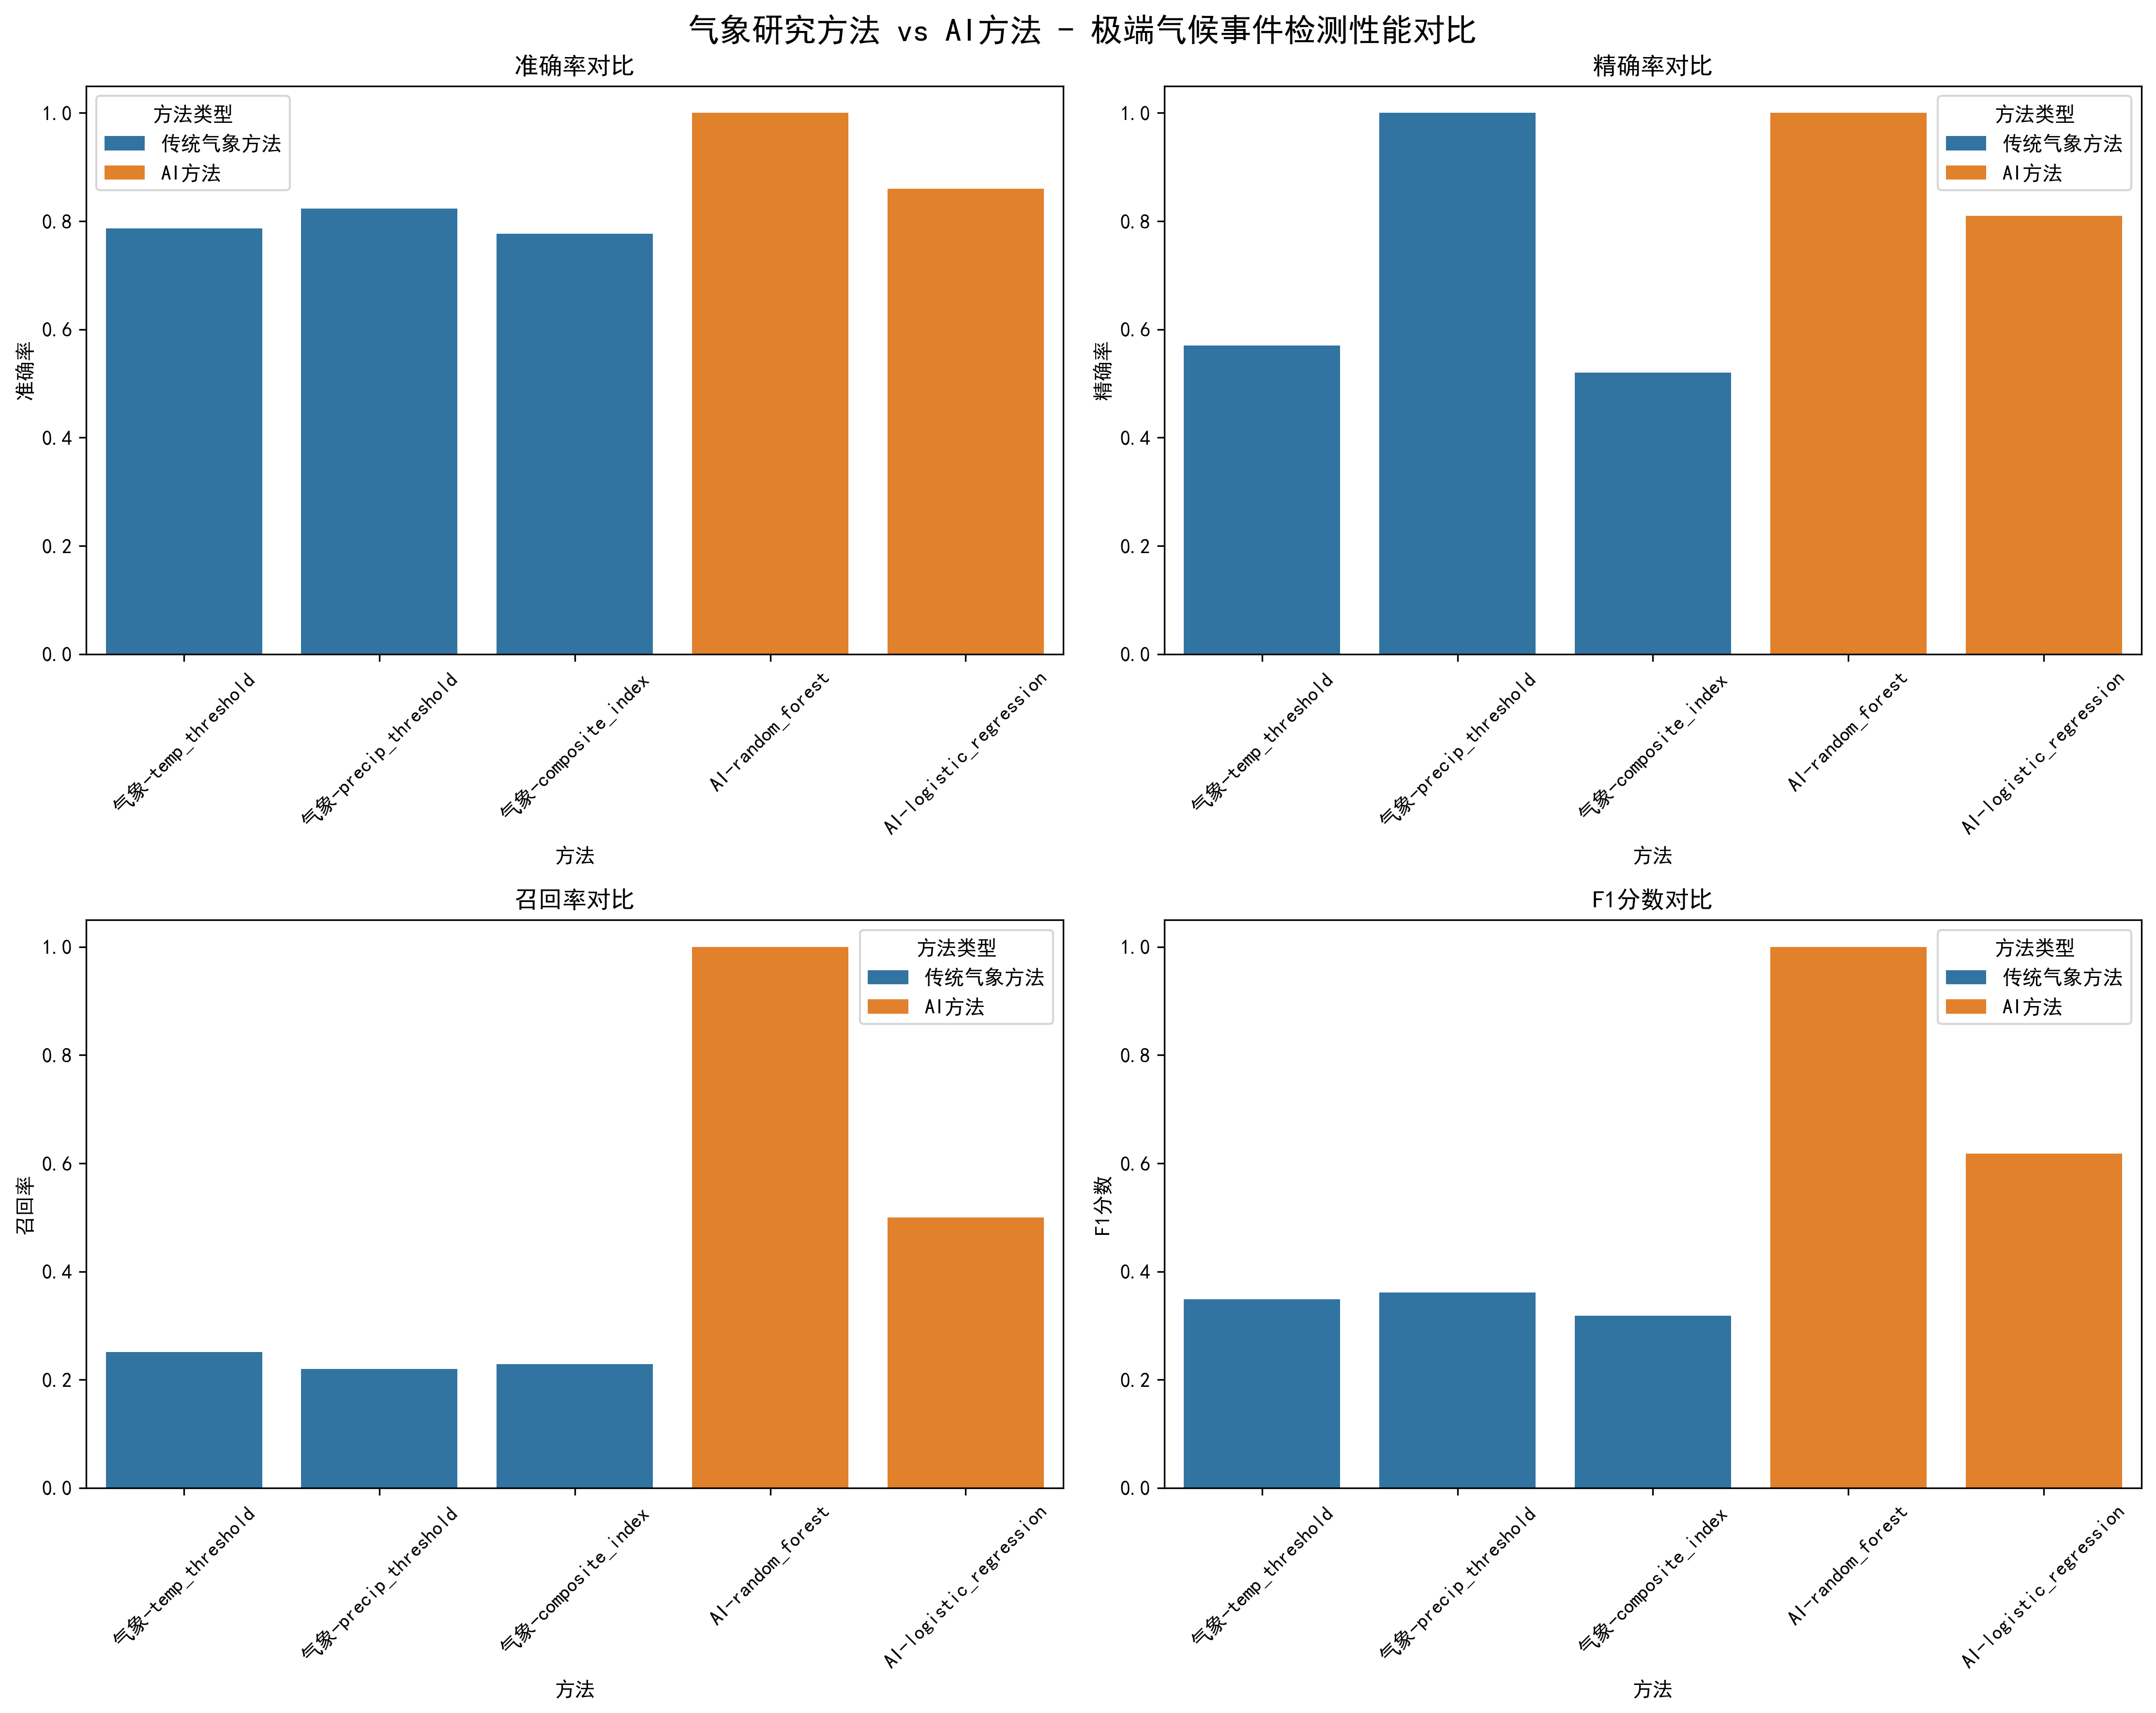 气象研究方法 vs AI方法 - 极端气候事件检测性能对比
准确率对比
准确率
1.0
0.8
0.6
0.4
0.2
0.0
方法类型
传统气象方法
AI方法
气象-temp_threshold
气象-precip_threshold
气象-composite_index
AI-random_forest
AI-logistic_regression
方法
精确率对比
精确率
1.0
0.8
0.6
0.4
0.2
0.0
方法类型
传统气象方法
AI方法
气象-temp_threshold
气象-precip_threshold
气象-composite_index
AI-random_forest
AI-logistic_regression
方法
召回率对比
召回率
1.0
0.8
0.6
0.4
0.2
0.0
方法类型
传统气象方法
AI方法
气象-temp_threshold
气象-precip_threshold
气象-composite_index
AI-random_forest
AI-logistic_regression
方法
F1分数对比
F1分数
1.0
0.8
0.6
0.4
0.2
0.0
方法类型
传统气象方法
AI方法
气象-temp_threshold
气象-precip_threshold
气象-composite_index
AI-random_forest
AI-logistic_regression
方法